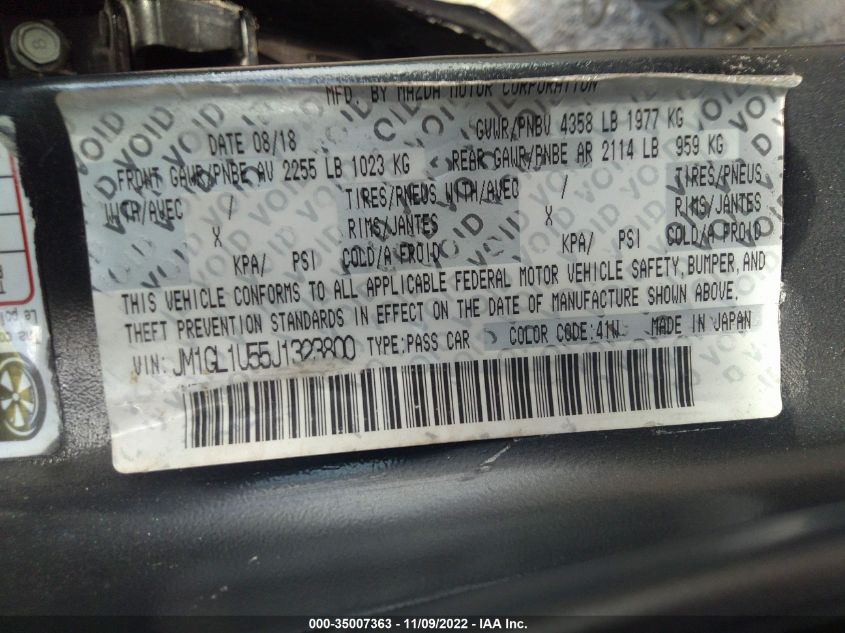 MFD. BY MAZDA MOTOR CORPORATION
DATE 08/18 GVWR/PNBV 4358 LB 1977 KG
FRONT GAWR/PNBE AV 2255 LB 1023 KG REAR GAWR/PNBE AR 2114 LB 959 KG
WITH/AVEC / TIRES/PNEUS WITH/AVEC / TIRES/PNEUS
X RIMS/JANTES X RIMS/JANTES
KPA/ PSI COLD/A FROID KPA/ PSI COLD/A FROID
THIS VEHICLE CONFORMS TO ALL APPLICABLE FEDERAL MOTOR VEHICLE SAFETY, BUMPER, AND
THEFT PREVENTION STANDARDS IN EFFECT ON THE DATE OF MANUFACTURE SHOWN ABOVE.
VIN: JM1GL1U55J1323800 TYPE:PASS CAR COLOR CODE:41N MADE IN JAPAN
VOID VOID VOID
000-35007363 - 11/09/2022 - IAA Inc.